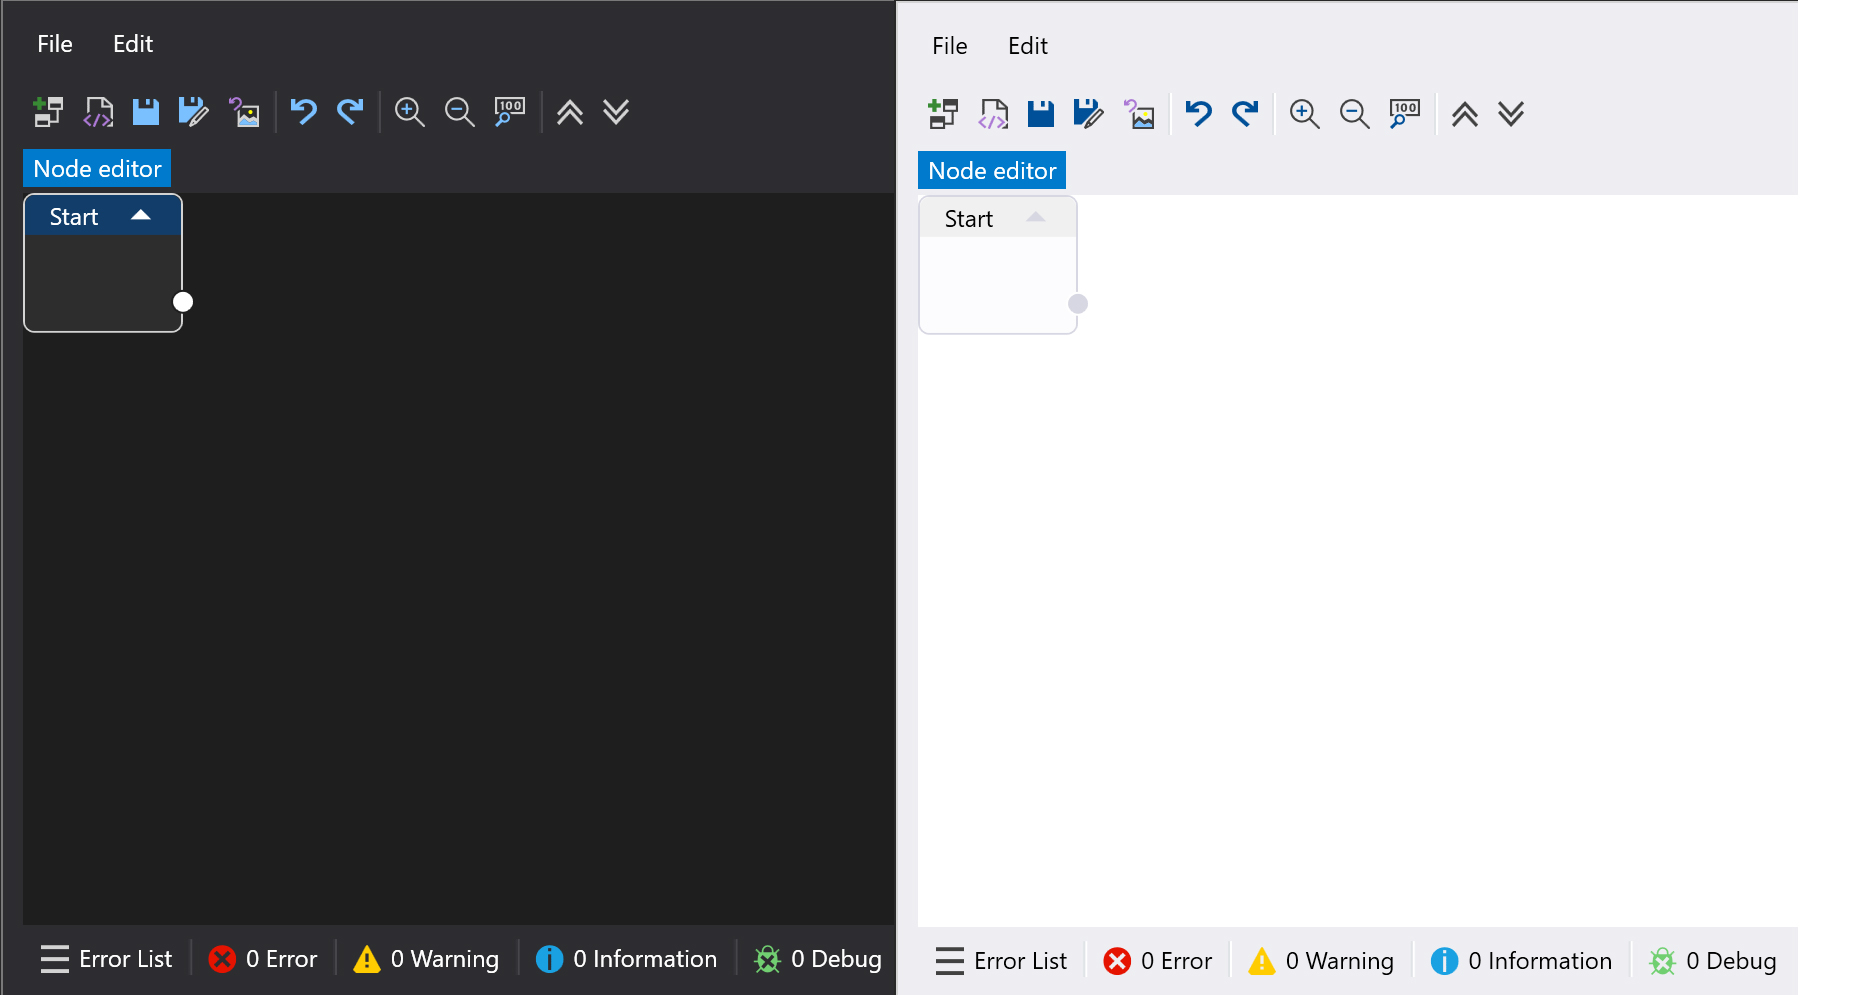 File Edit
100
Node editor
Start
Error List 0 Error 0 Warning 0 Information 0 Debug
File Edit
100
Node editor
Start
Error List 0 Error 0 Warning 0 Information 0 Debug